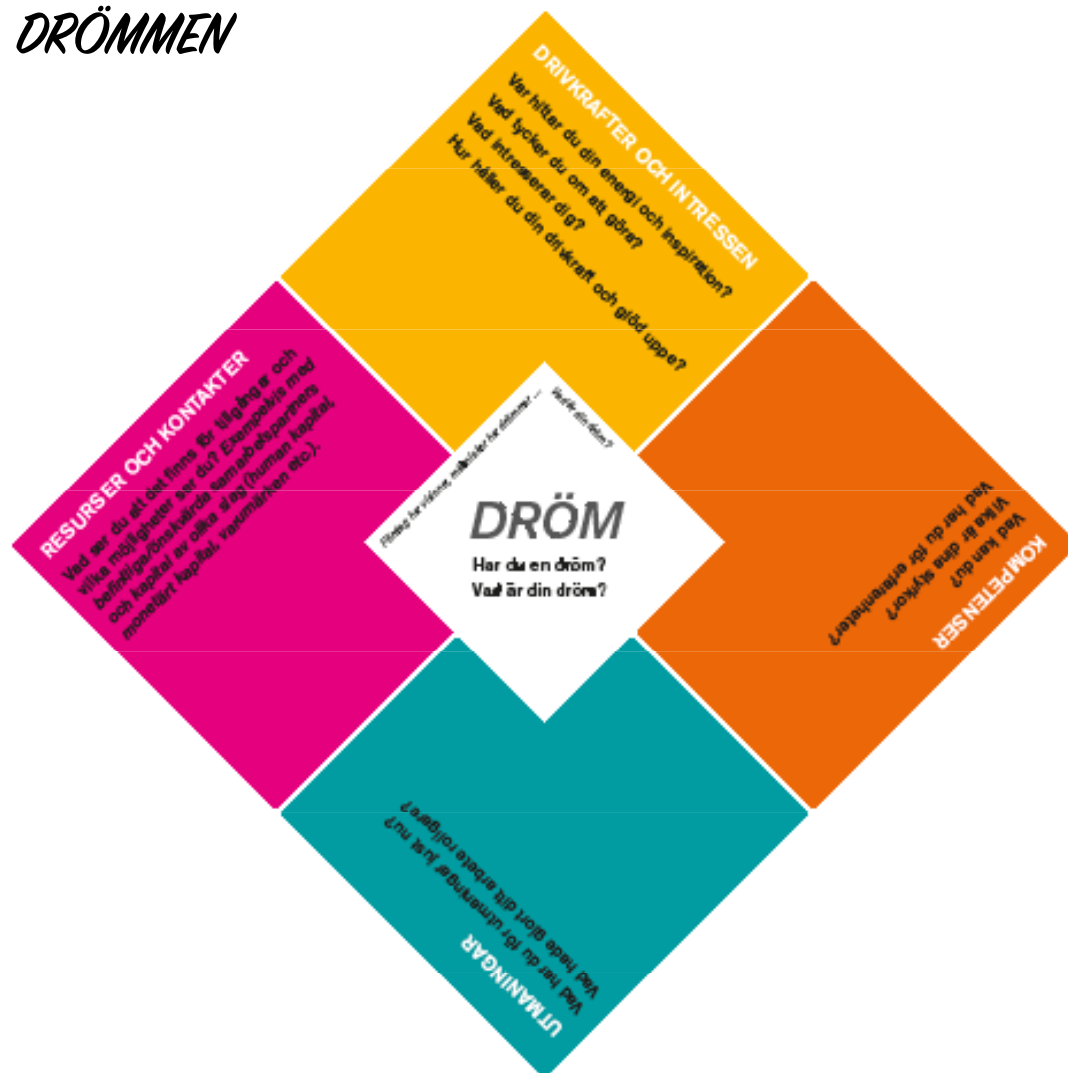 DRÖMMEN
DRIVKRAFTER OCH INTRESSEN
Var hittar du din energi och inspiration?
Vad tycker du om att göra?
Vad intresserar dig?
Hur håller du din drivkraft och glöd uppe?
RESURSER OCH KONTAKTER
Vad ser du att det finns för tillgångar och
vilka möjligheter ser du? Exempelvis med
befintliga/önskvärda samarbetspartners
och kapital av olika slag (human kapital,
monetärt kapital, varumärken etc.).
Vad är din dröm?
DRÖM
Har du en dröm?
Vad är din dröm?
KOMPETENSER
Vad kan du?
Vilka är dina styrkor?
Vad har du för erfarenheter?
UTMANINGAR
Vad har du för utmaningar just nu?
Vad hade gjort ditt arbete roligare?